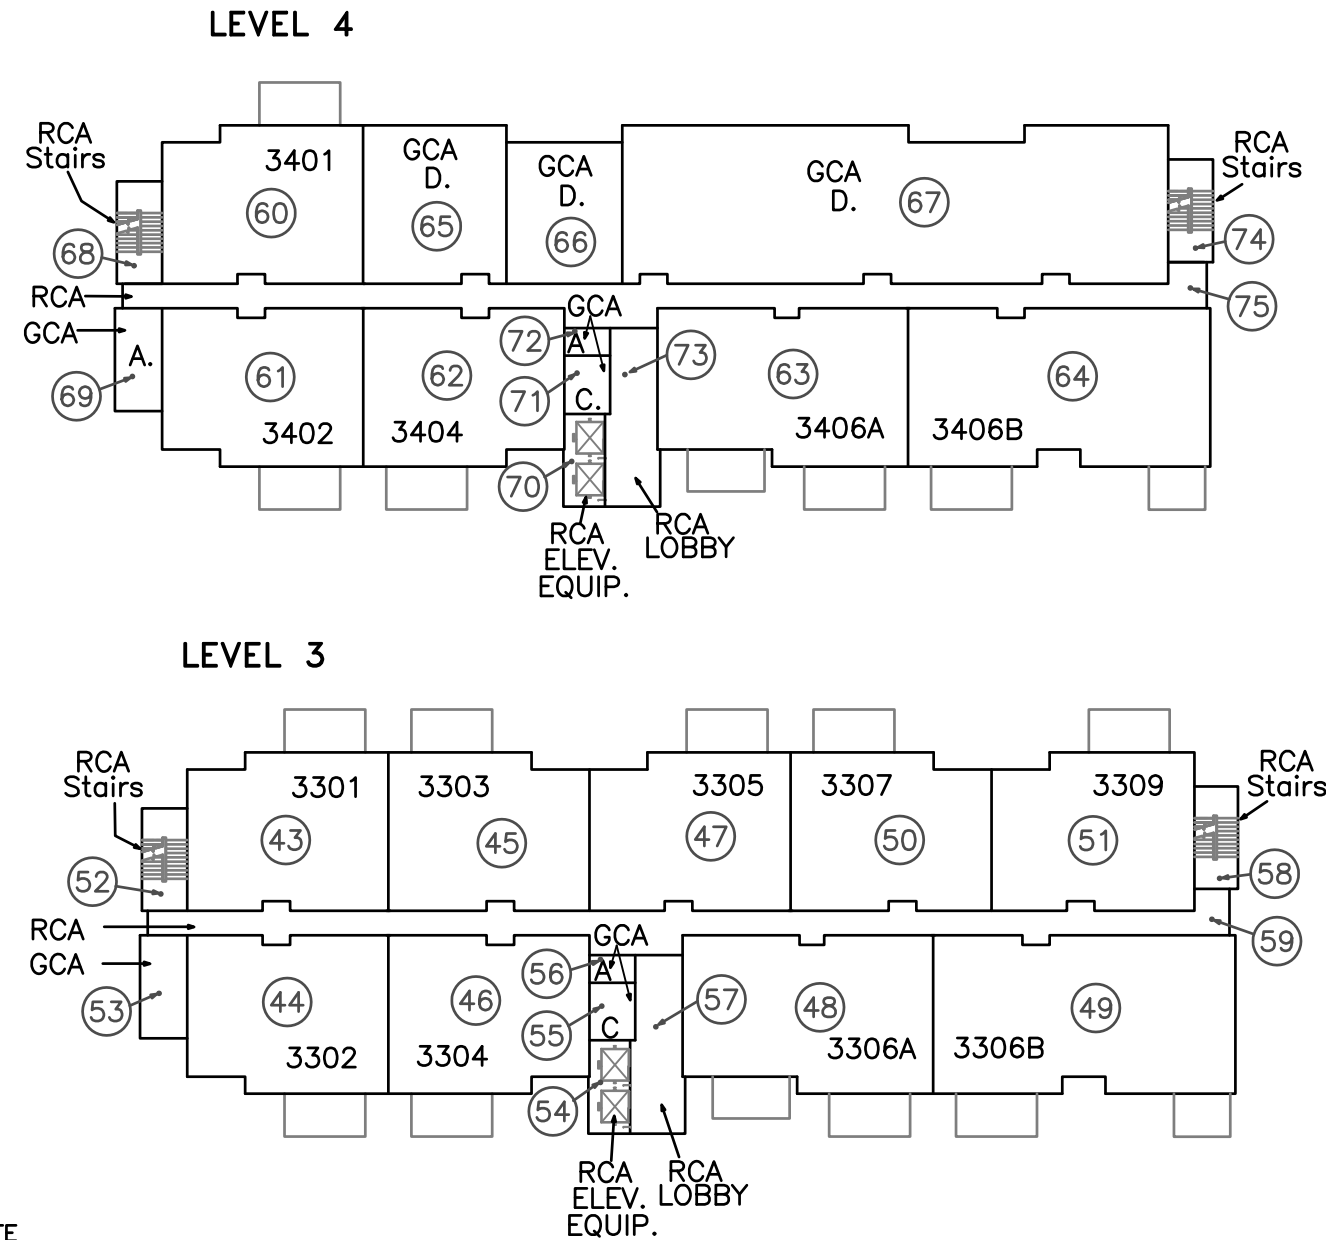 LEVEL 4
RCA
Stairs
3401
60
GCA
D.
65
GCA
D.
66
GCA
D.
67
RCA
Stairs
68
74
RCA
75
GCA
A.
69
61
3402
62
3404
GCA
72
A
71
C.
73
63
3406A
64
3406B
70
RCA
ELEV.
EQUIP.
RCA
LOBBY
LEVEL 3
RCA
Stairs
3301
43
3303
45
3305
47
3307
50
3309
51
RCA
Stairs
52
58
RCA
59
GCA
53
44
3302
46
3304
GCA
56
A
55
C
57
48
3306A
49
3306B
54
RCA
ELEV.
EQUIP.
RCA
LOBBY
TE